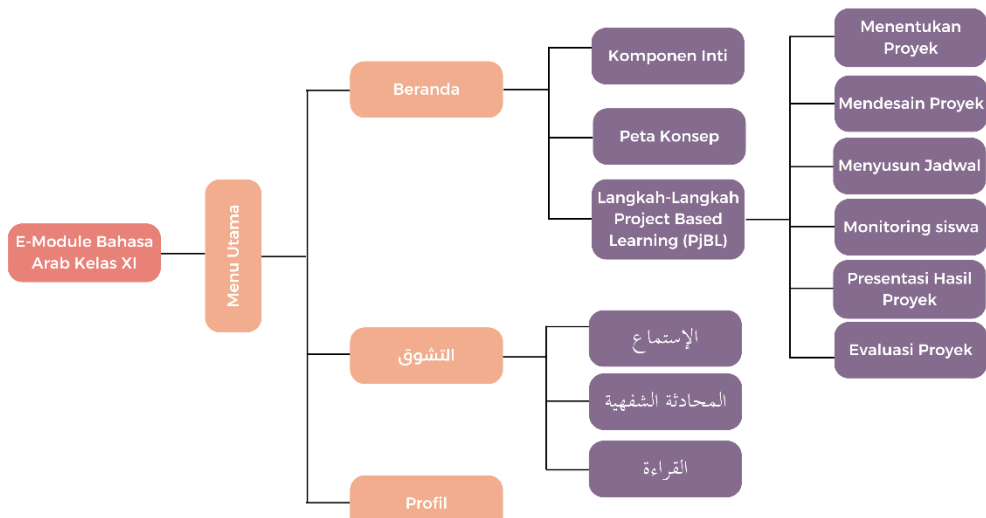 E-Module Bahasa
Arab Kelas XI
Menu Utama
Beranda
Komponen Inti
Peta Konsep
Langkah-Langkah
Project Based
Learning (PjBL)
Menentukan
Proyek
Mendesain Proyek
Menyusun Jadwal
Monitoring siswa
Presentasi Hasil
Proyek
Evaluasi Proyek
التشوق
الإستماع
المحادثة الشفهية
القراءة
Profil